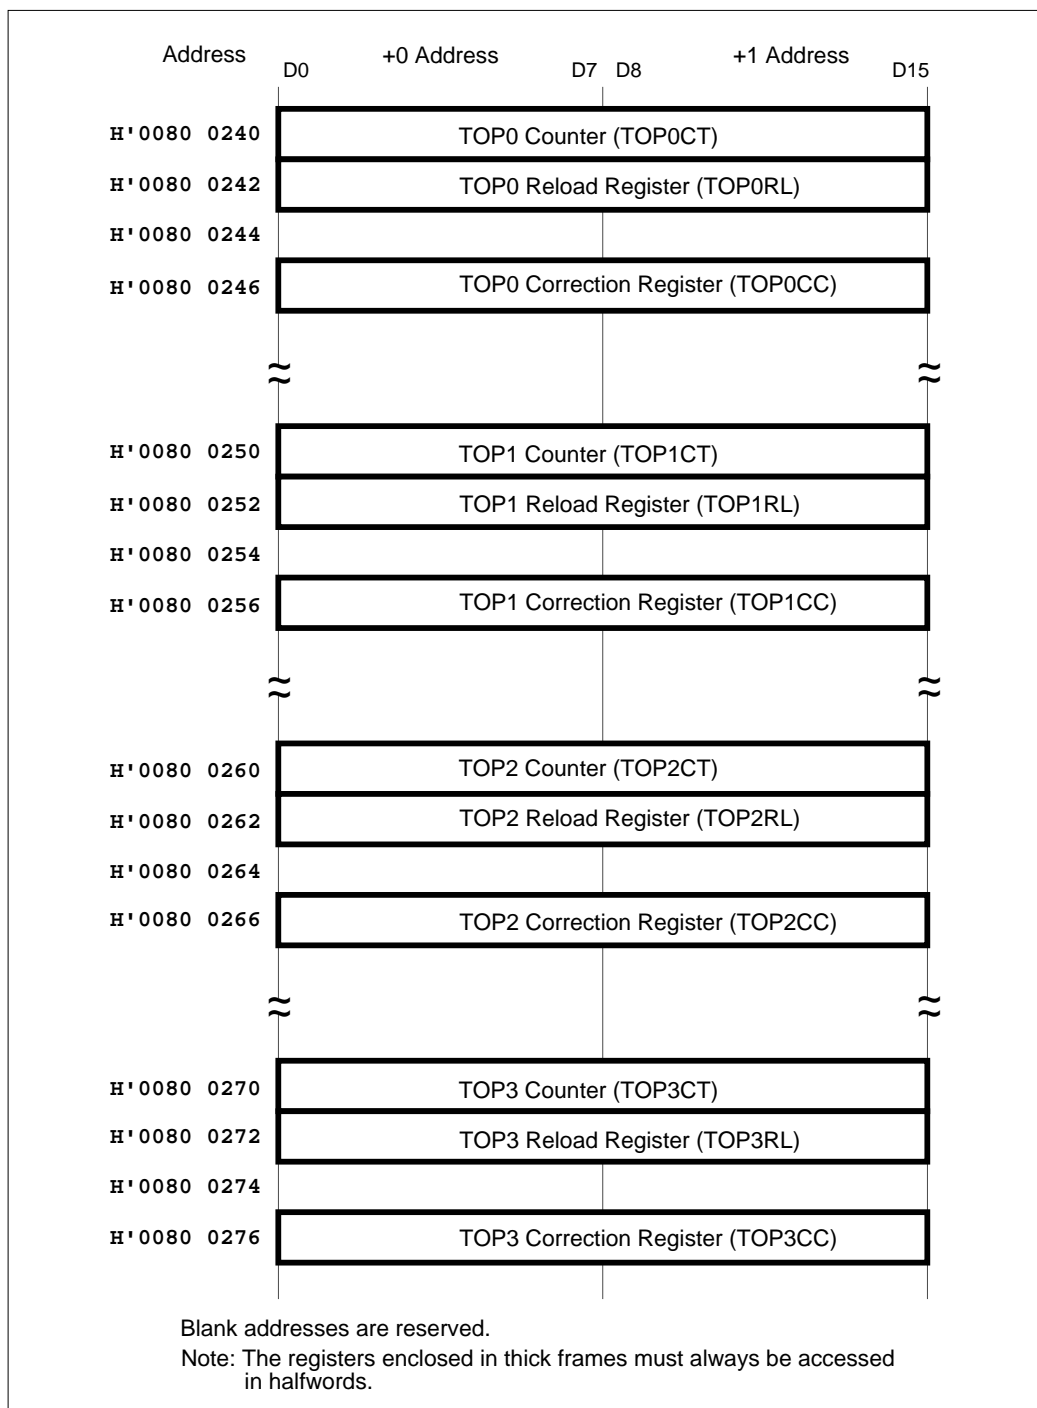 Address +0 Address +1 Address
D0 D7 D8 D15
H'0080 0240 TOP0 Counter (TOP0CT)
H'0080 0242 TOP0 Reload Register (TOP0RL)
H'0080 0244
H'0080 0246 TOP0 Correction Register (TOP0CC)
≈ ≈
H'0080 0250 TOP1 Counter (TOP1CT)
H'0080 0252 TOP1 Reload Register (TOP1RL)
H'0080 0254
H'0080 0256 TOP1 Correction Register (TOP1CC)
≈ ≈
H'0080 0260 TOP2 Counter (TOP2CT)
H'0080 0262 TOP2 Reload Register (TOP2RL)
H'0080 0264
H'0080 0266 TOP2 Correction Register (TOP2CC)
≈ ≈
H'0080 0270 TOP3 Counter (TOP3CT)
H'0080 0272 TOP3 Reload Register (TOP3RL)
H'0080 0274
H'0080 0276 TOP3 Correction Register (TOP3CC)
Blank addresses are reserved.
Note: The registers enclosed in thick frames must always be accessed
in halfwords.